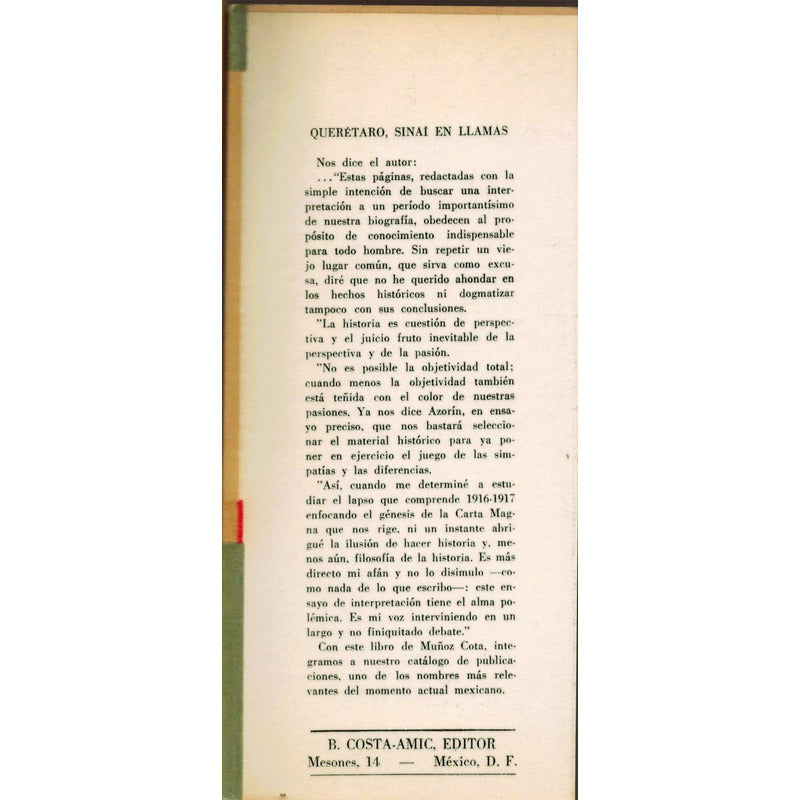 QUERÉTARO, SINAÍ EN LLAMAS
Nos dice el autor:
..."Estas páginas, redactadas con la
simple intención de buscar una inter-
pretación a un período importantísimo
de nuestra biografía, obedecen al pro-
pósito de conocimiento indispensable
para todo hombre. Sin repetir un vie-
jo lugar común, que sirva como excu-
sa, diré que no he querido ahondar en
los hechos históricos ni dogmatizar
tampoco con sus conclusiones.
"La historia es cuestión de perspec-
tiva y el juicio fruto inevitable de la
perspectiva y de la pasión.
"No es posible la objetividad total;
cuando menos la objetividad también
está teñida con el color de nuestras
pasiones. Ya nos dice Azorín, en ensa-
yo preciso, que nos bastará seleccio-
nar el material histórico para ya po-
ner en ejercicio el juego de las sim-
patías y las diferencias.
"Así, cuando me determiné a estu-
diar el lapso que comprende 1916-1917
enfocando el génesis de la Carta Mag-
na que nos rige, ni un instante abri-
gué la ilusión de hacer historia y, me-
nos aún, filosofía de la historia. Es más
directo mi afán y no lo disimulo —co-
mo nada de lo que escribo—: este en-
sayo de interpretación tiene el alma po-
lémica. Es mi voz interviniendo en un
largo y no finiquitado debate."
Con este libro de Muñoz Cota, inte-
gramos a nuestro catálogo de publica-
ciones, uno de los nombres más rele-
vantes del momento actual mexicano.
B. COSTA-AMIC, EDITOR
Mesones, 14 — México, D. F.